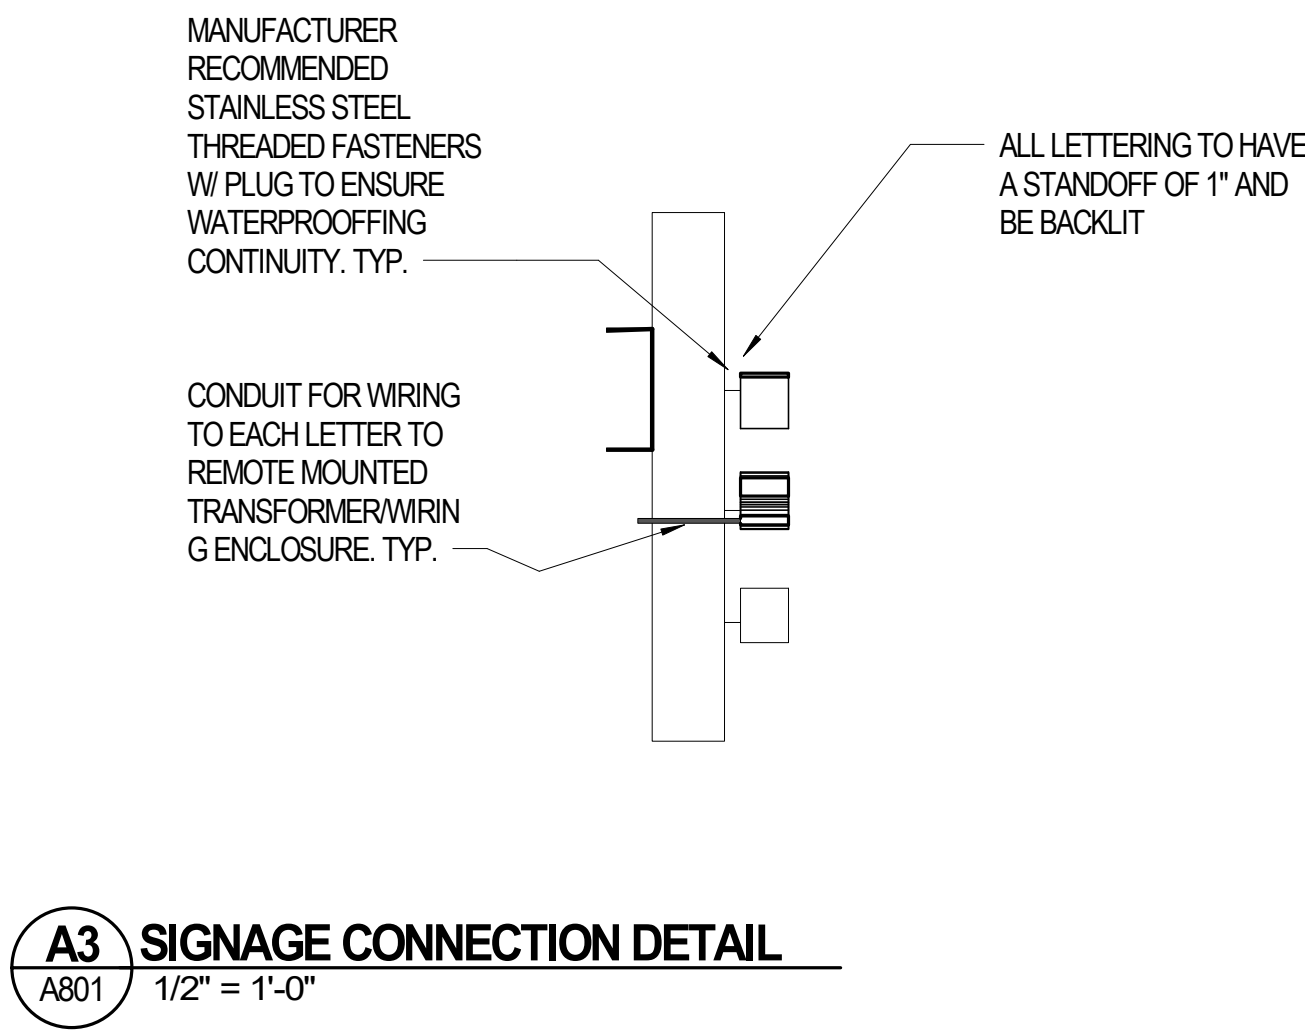 MANUFACTURER
RECOMMENDED
STAINLESS STEEL
THREADED FASTENERS
W/ PLUG TO ENSURE
WATERPROOFFING
CONTINUITY. TYP.
ALL LETTERING TO HAVE
A STANDOFF OF 1" AND
BE BACKLIT
CONDUIT FOR WIRING
TO EACH LETTER TO
REMOTE MOUNTED
TRANSFORMER/WIRIN
G ENCLOSURE. TYP.
A3
SIGNAGE CONNECTION DETAIL
A801
1/2" = 1'-0"